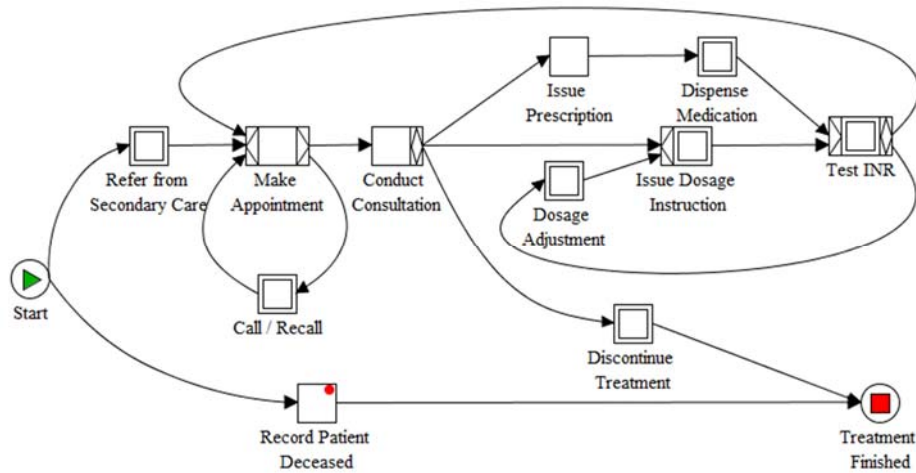 Issue
Prescription
Dispense
Medication
Refer from
Secondary Care
Make
Appointment
Conduct
Consultation
Issue Dosage
Instruction
Test INR
Dosage
Adjustment
Start
Call / Recall
Discontinue
Treatment
Record Patient
Deceased
Treatment
Finished